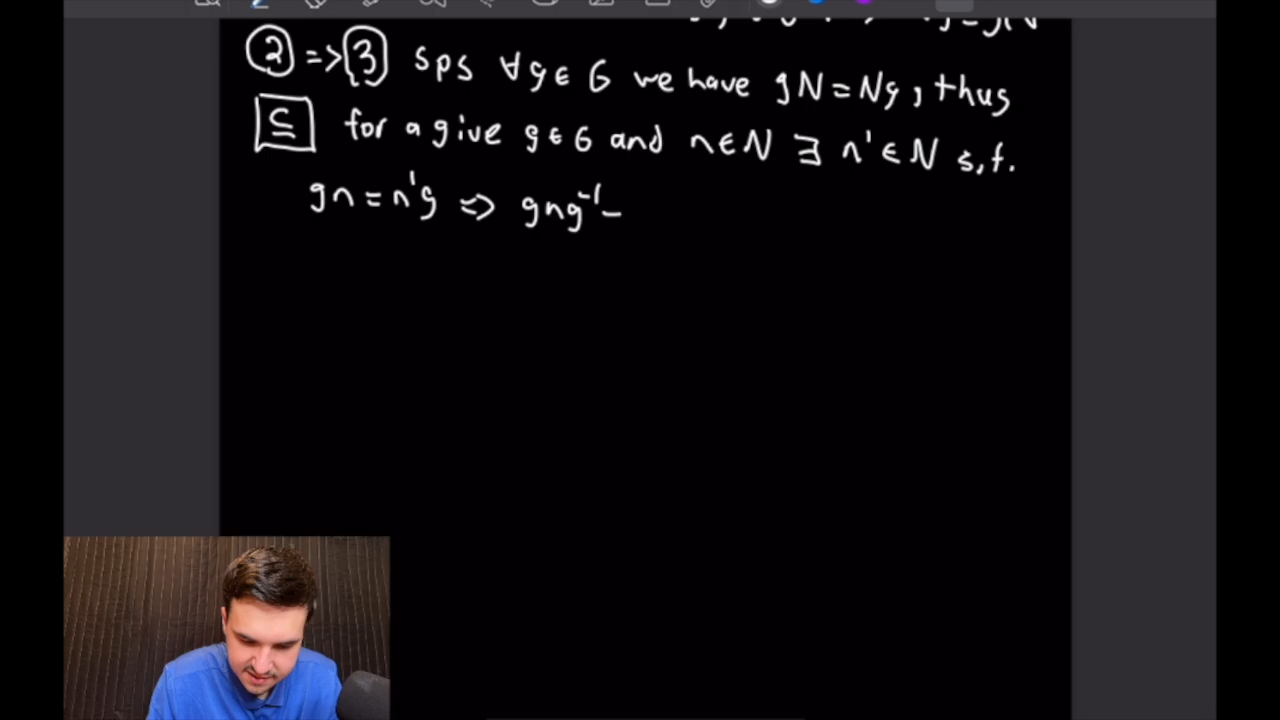 ② => ③ sps ∀g∈G we have gN = Ng, thus
⊆ for a give g∈G and n∈N ∃ n'∈N s.t.
gn = n'g => gng⁻¹ -